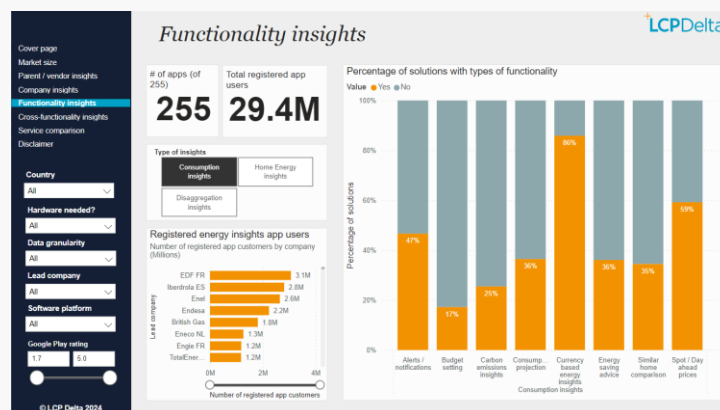 Functionality insights
LCPDelta
Cover page
Market size
Parent / vendor insights
Company insights
Functionality insights
Cross-functionality insights
Service comparison
Disclaimer
Country
All
Hardware needed?
All
Data granularity
All
Lead company
All
Software platform
All
Google Play rating
1.7 5.0
© LCP Delta 2024
# of apps (of
255)
255
Total registered app
users
29.4M
Type of insights
Consumption
insights
Home Energy
insights
Disaggregation
insights
Registered energy insights app users
Number of registered app customers by company
(Millions)
Lead company
EDF FR 3.1M
Iberdrola ES 2.8M
Enel 2.6M
Endesa 2.2M
British Gas 1.8M
Eneco NL 1.3M
Engie FR 1.2M
TotalEner... 1.2M
0M 2M 4M
Number of registered app customers
Percentage of solutions with types of functionality
Value Yes No
Percentage of solutions
100%
80%
60%
40%
20%
0%
47%
17%
25%
36%
86%
36%
35%
59%
Alerts /
notifications
Budget
setting
Carbon
emissions
insights
Consump...
projection
Currency
based
energy
insights
Energy
saving
advice
Similar
home
comparison
Spot / Day
ahead
prices
Consumption insights